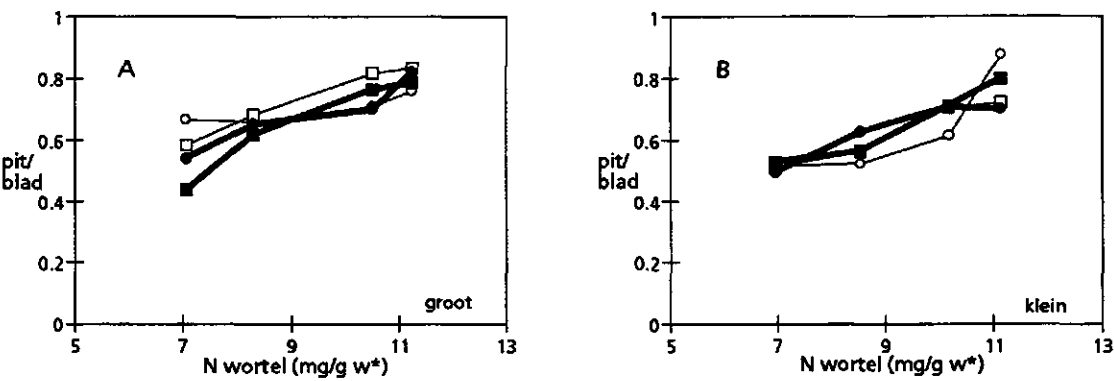 A
1
0.8
0.6
0.4
0.2
0
pit/
blad
groot
5 7 9 11 13
N wortel (mg/g w*)
B
1
0.8
0.6
0.4
0.2
0
pit/
blad
klein
5 7 9 11 13
N wortel (mg/g w*)